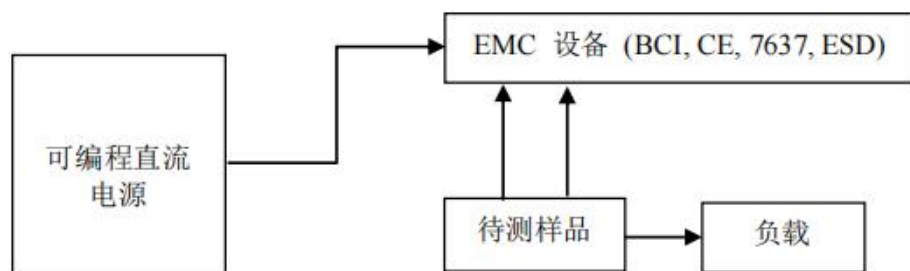 EMC 设备 (BCI, CE, 7637, ESD)
可编程直流
电源
待测样品
负载